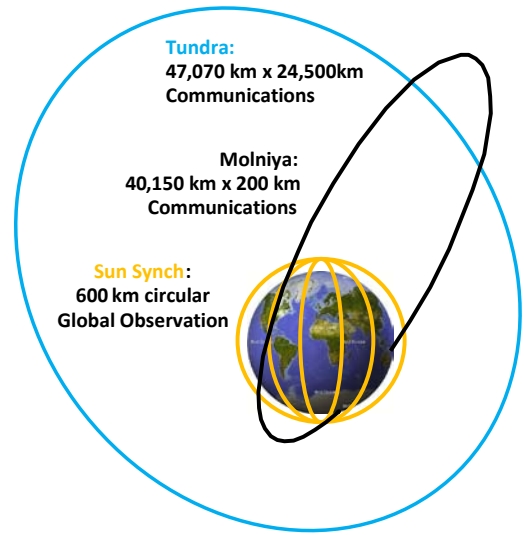 Tundra:
47,070 km x 24,500km
Communications
Molniya:
40,150 km x 200 km
Communications
Sun Synch:
600 km circular
Global Observation